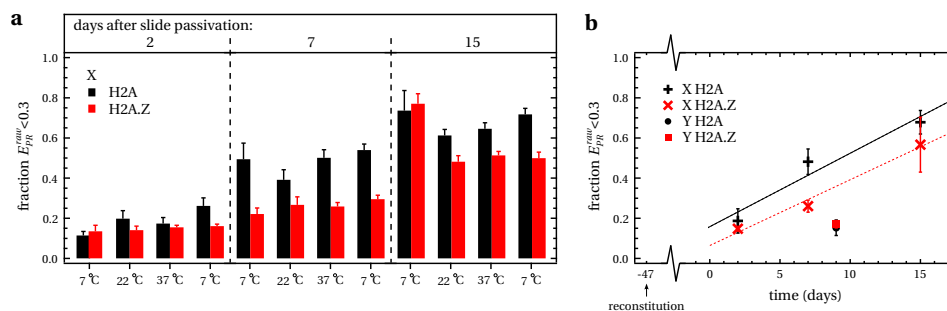 a
days after slide passivation:
2 7 15
X
H2A
H2A.Z
fraction E_PR^raw<0.3
1.0
0.8
0.6
0.4
0.2
0.0
7 °C 22 °C 37 °C 7 °C 7 °C 22 °C 37 °C 7 °C 7 °C 22 °C 37 °C 7 °C
b
X H2A
X H2A.Z
Y H2A
Y H2A.Z
fraction E_PR^raw<0.3
1.0
0.8
0.6
0.4
0.2
0.0
-47 0 5 10 15
reconstitution
time (days)